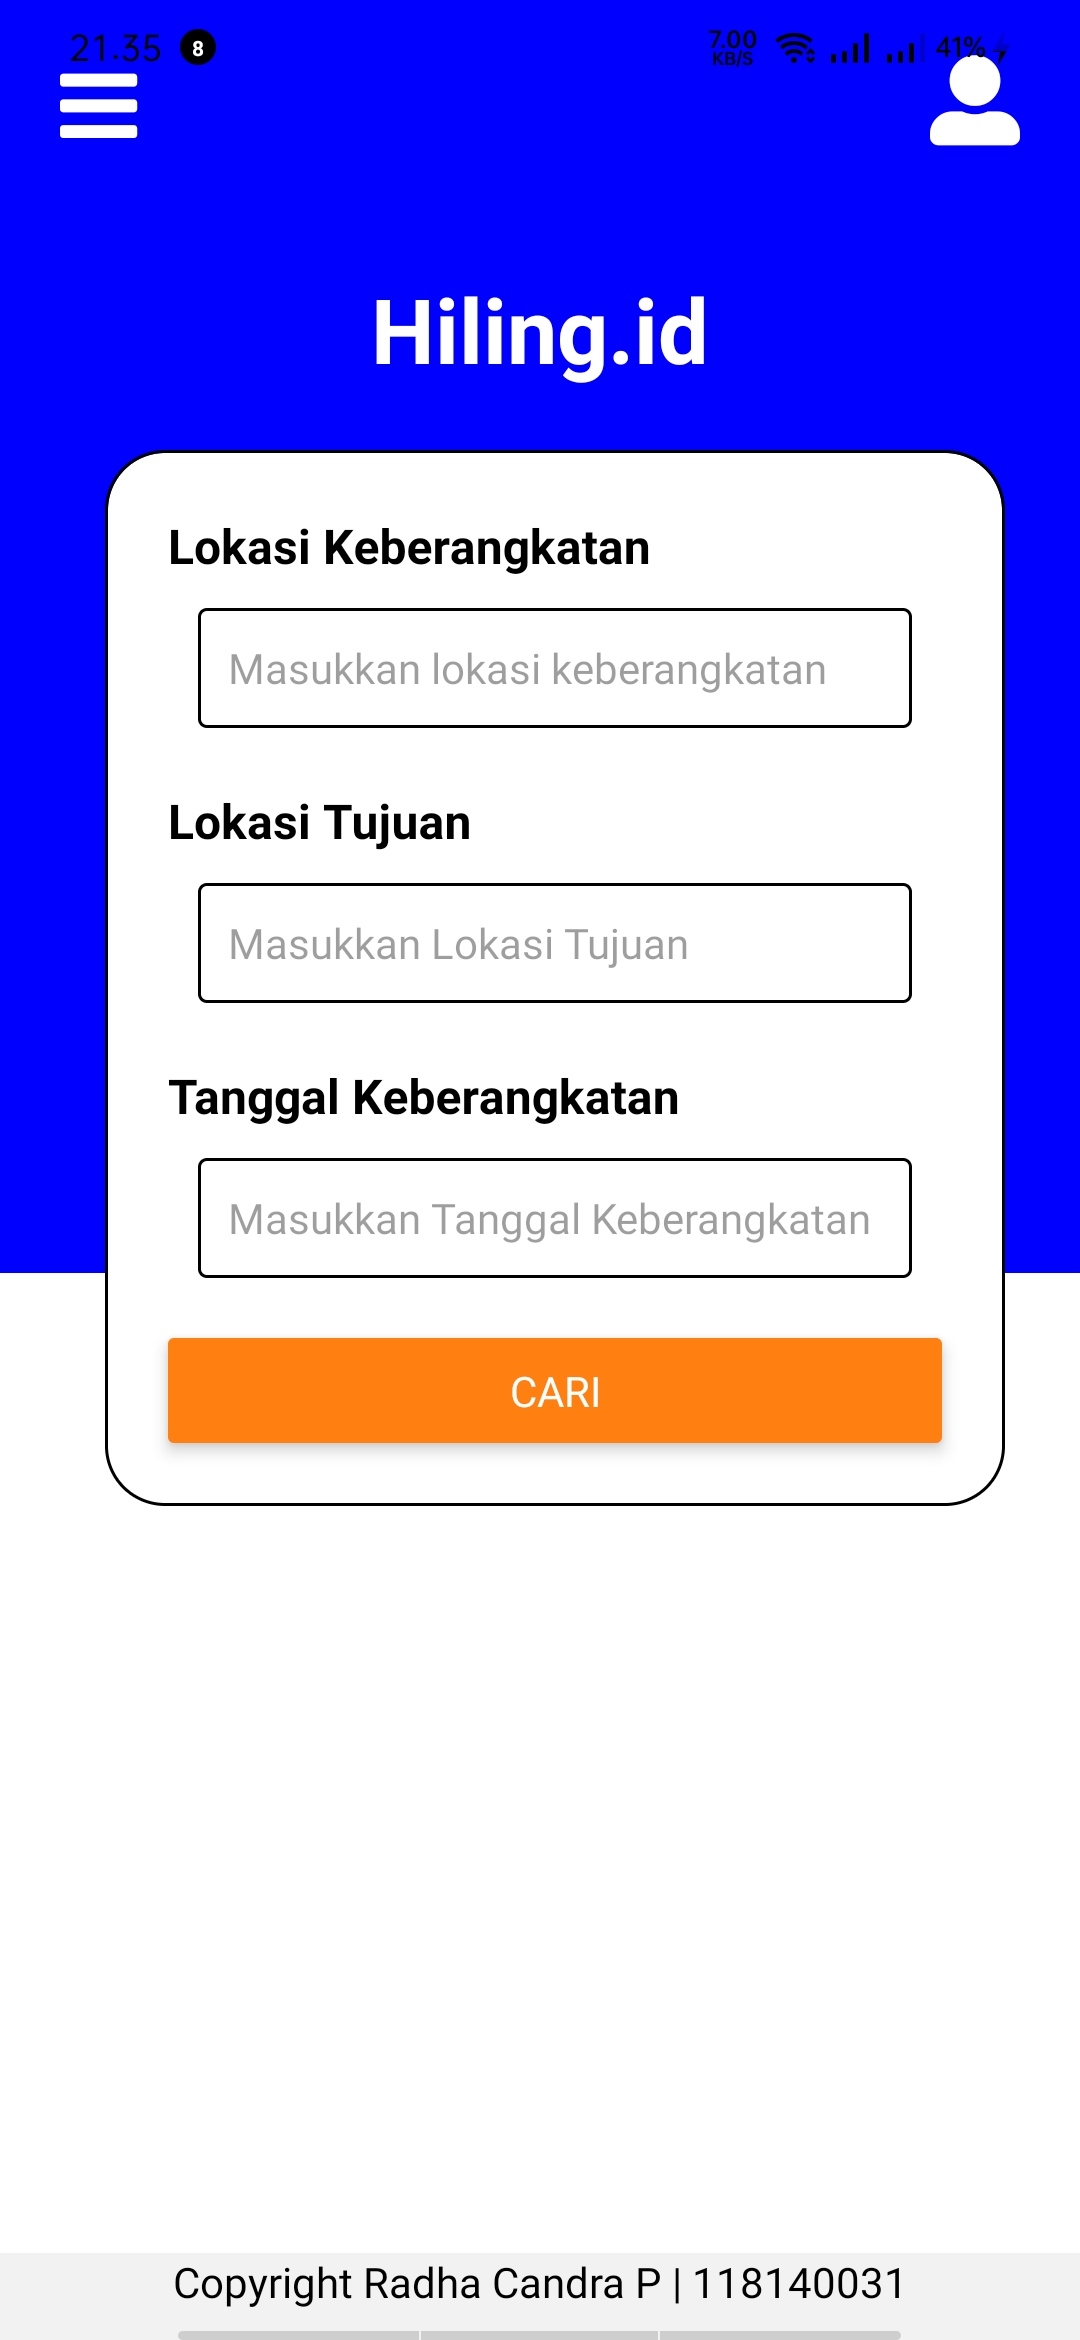 21.35 8 7.00 KB/S 41%
Hiling.id
Lokasi Keberangkatan
Masukkan lokasi keberangkatan
Lokasi Tujuan
Masukkan Lokasi Tujuan
Tanggal Keberangkatan
Masukkan Tanggal Keberangkatan
CARI
Copyright Radha Candra P | 118140031